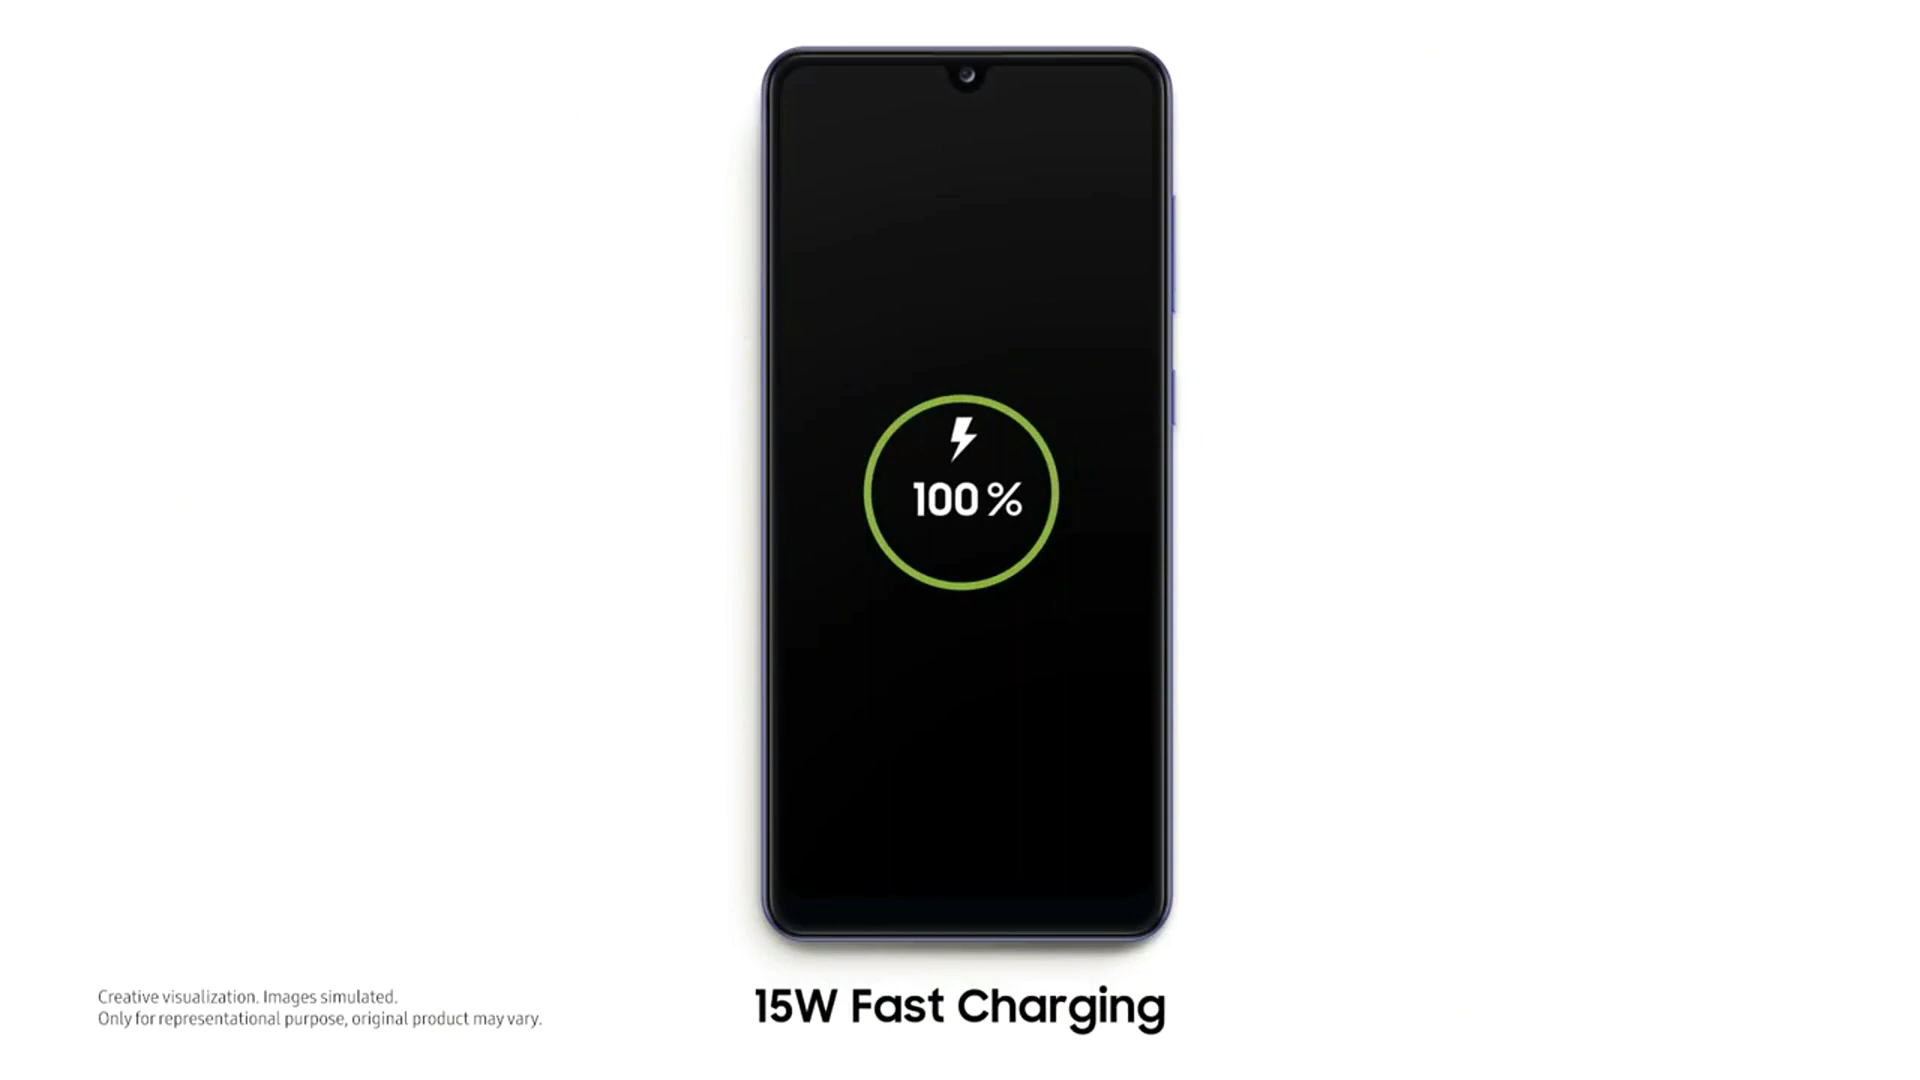 100%
15W Fast Charging
Creative visualization. Images simulated.
Only for representational purpose, original product may vary.